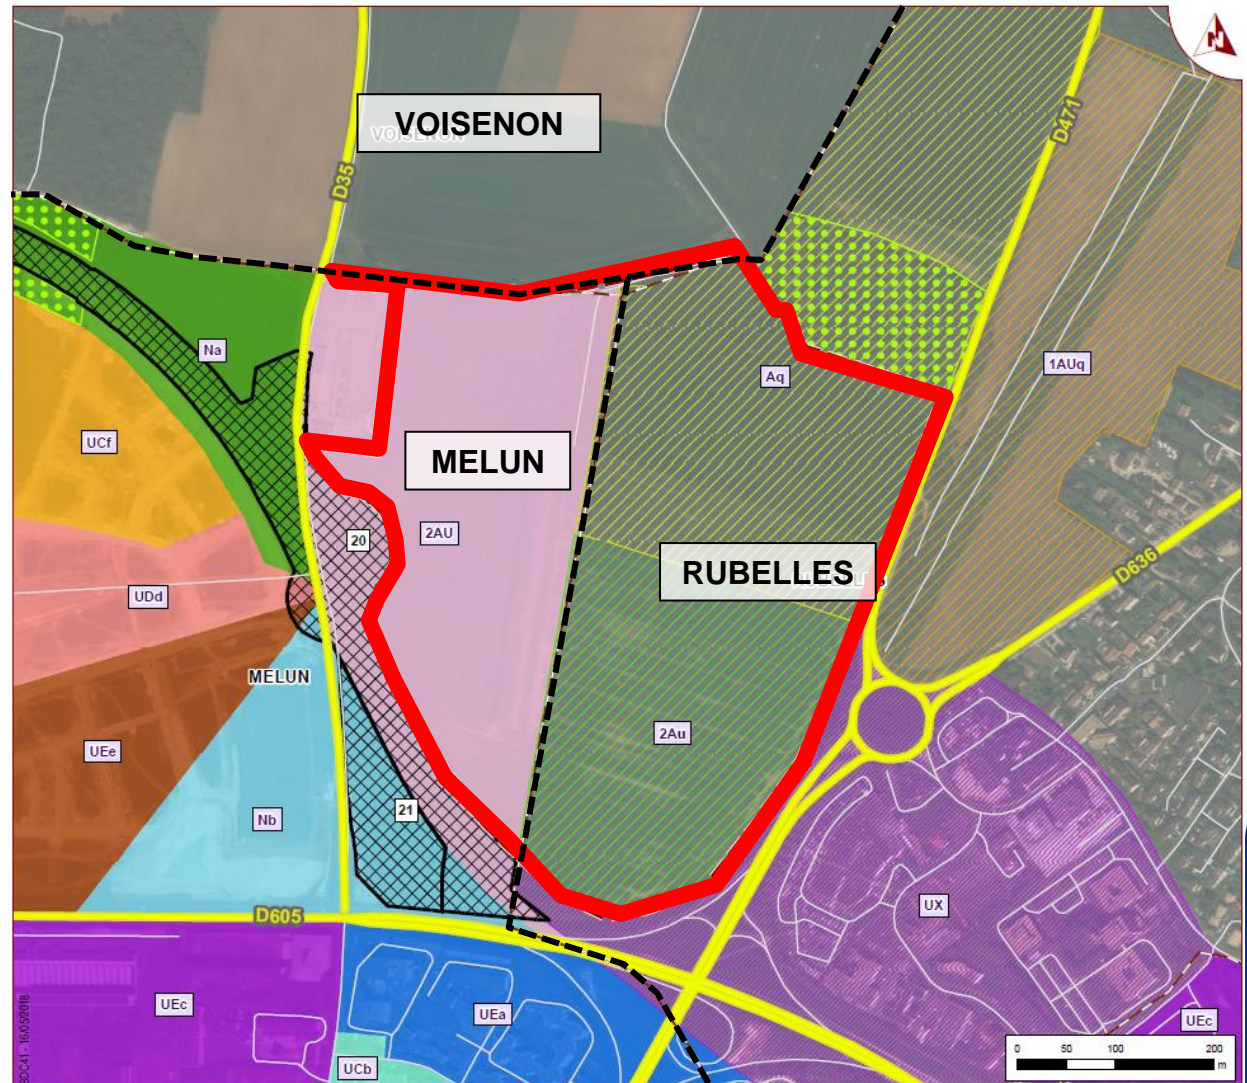 N
VOISENON
D35
D471
Na
Aq
1AUq
UCf
MELUN
20
2AU
RUBELLES
D636
UDd
MELUN
2Au
UEe
21
Nb
UX
D605
UEc
UEa
UEc
UCb
0 50 100 200
m